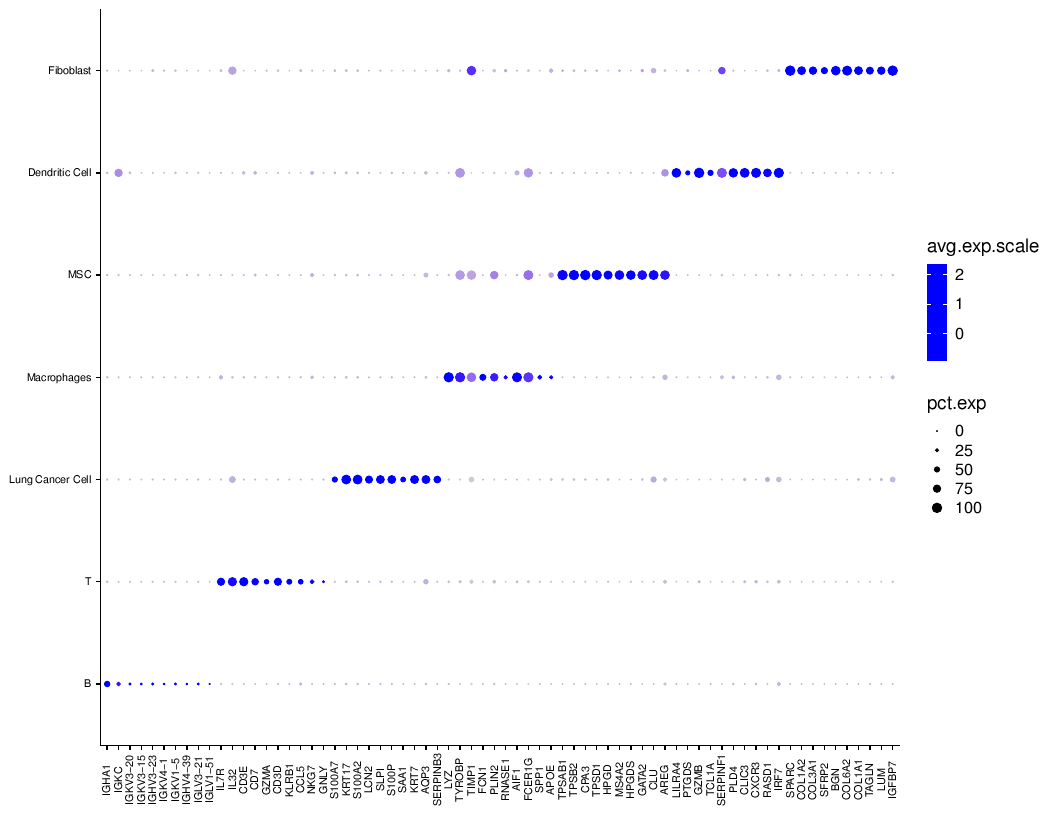 Fiboblast
Dendritic Cell
MSC
Macrophages
Lung Cancer Cell
T
B
avg.exp.scale
2
1
0
pct.exp
0
25
50
75
100
IGHA1
IGKC
IGKV3-20
IGKV3-15
IGHV3-23
IGKV4-1
IGKV1-5
IGHV4-39
IGLV3-21
IGLV1-51
IL7R
IL32
CD3E
CD7
GZMA
CD3D
KLRB1
CCL5
NKG7
GNLY
S100A7
KRT17
S100A2
LCN2
SLPI
S100P
SAA1
KRT7
AQP3
SERPINB3
LYZ
TYROBP
TIMP1
FCN1
PLIN2
RNASE1
AIF1
FCER1G
SPP1
APOE
TPSAB1
TPSB2
CPA3
TPSD1
HPGD
MS4A2
HPGDS
GATA2
CLU
AREG
LILRA4
PTGDS
GZMB
TCL1A
SERPINF1
PLD4
CLIC3
CXCR3
RASD1
IRF7
SPARC
COL1A2
COL3A1
SFRP2
BGN
COL6A2
COL1A1
TAGLN
LUM
IGFBP7